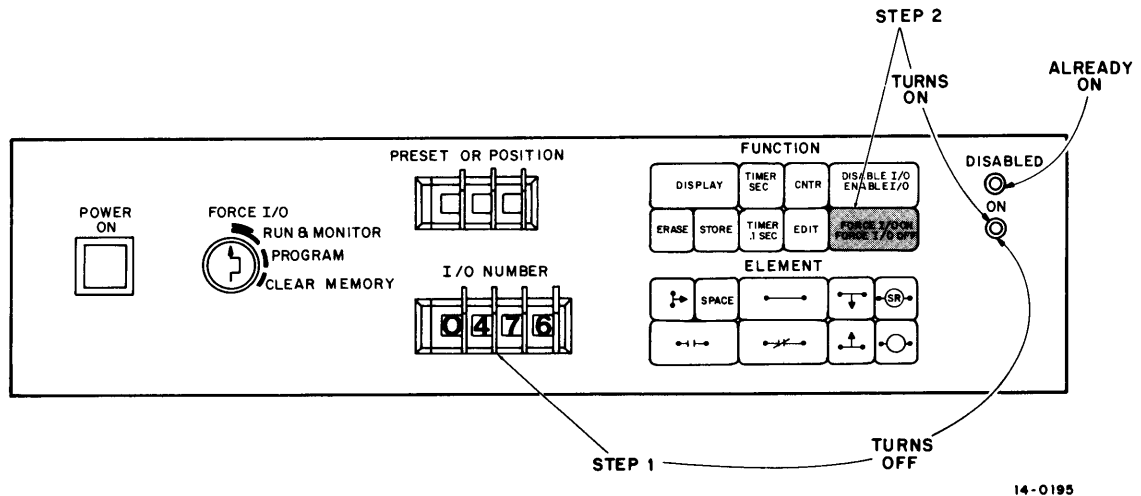 STEP 2
TURNS
ON
ALREADY
ON
PRESET OR POSITION
FUNCTION
DISABLED
ON
POWER
ON
FORCE I/O
RUN & MONITOR
PROGRAM
CLEAR MEMORY
DISPLAY
TIMER
SEC
CNTR
DISABLE I/O
ENABLE I/O
ERASE
STORE
TIMER
.1 SEC
EDIT
FORCE I/O ON
FORCE I/O OFF
I/O NUMBER
0476
ELEMENT
SPACE
SR
STEP 1
TURNS
OFF
14-0195